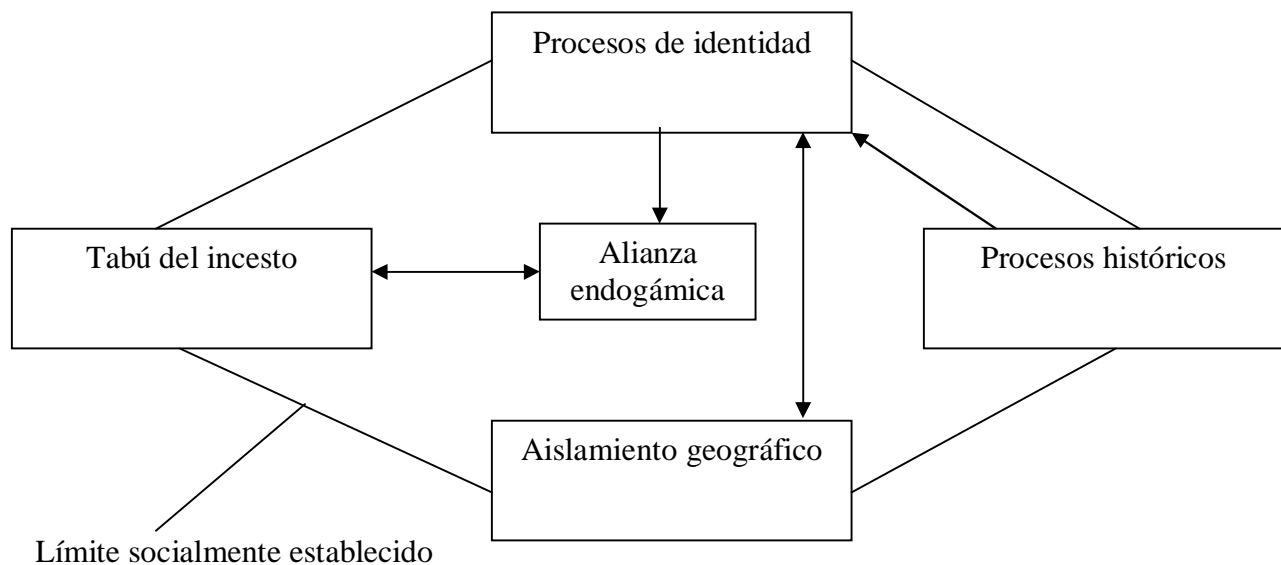 Procesos de identidad
Tabú del incesto
Alianza
endogámica
Procesos históricos
Aislamiento geográfico
Límite socialmente establecido